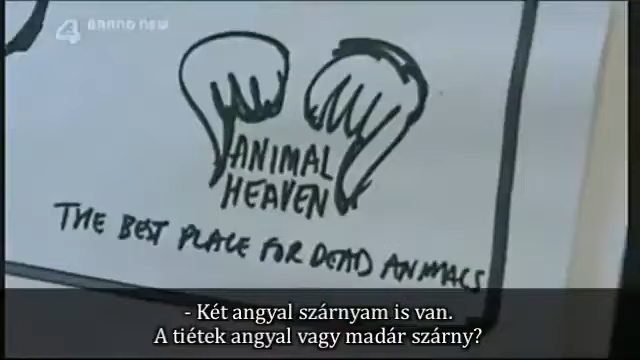 4 BRAND NEW
ANIMAL
HEAVEN
THE BEST PLACE FOR DEAD ANIMALS
- Két angyal szárnyam is van.
A tiétek angyal vagy madár szárny?